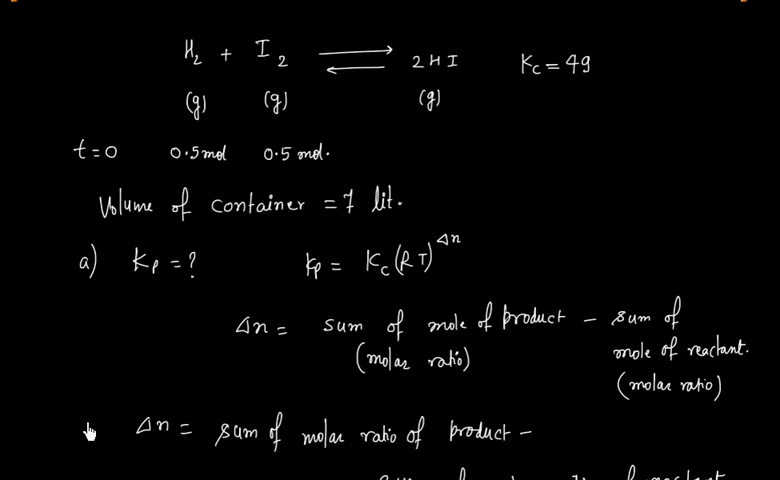 H₂ + I₂ ⇌ 2HI Kc = 49
(g) (g) (g)
t=0 0.5mol 0.5 mol.
Volume of container = 7 lit.
a) Kp = ? Kp = Kc(RT)^Δn
Δn = sum of mole of product – sum of
(molar ratio) mole of reactant.
(molar ratio)
Δn = sum of molar ratio of product –